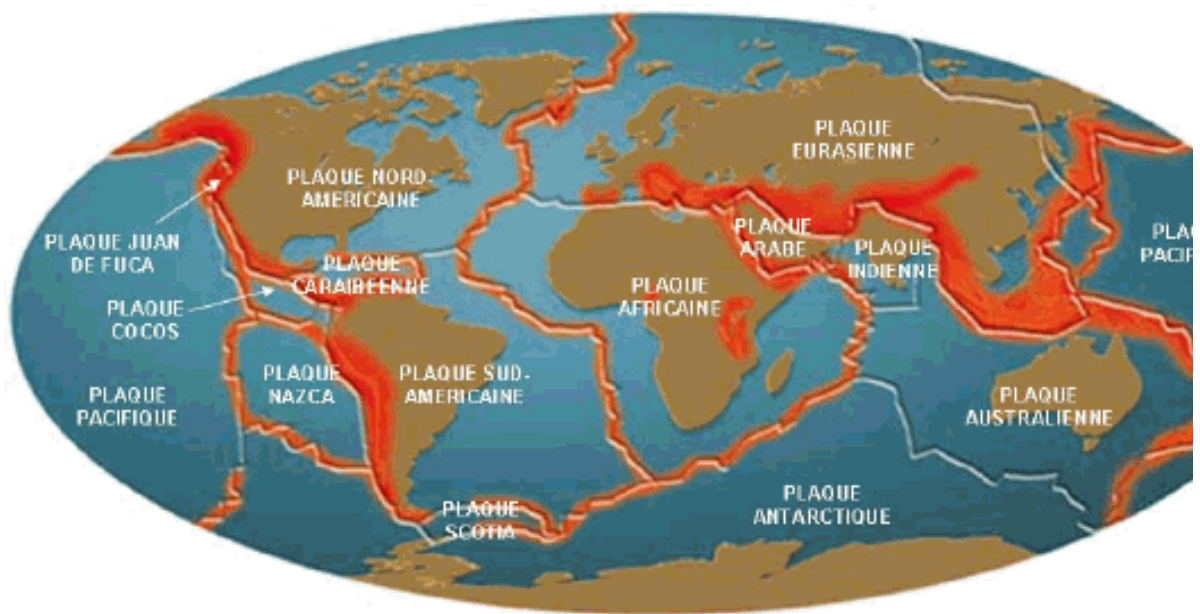 PLAQUE
EURASIENNE
PLAQUE NORD-
AMERICAINE
PLAQUE JUAN
DE FUCA
PLAQUE
ARABE
PLAQUE
INDIENNE
PLAQUE
CARAIBEENNE
PLAQUE
COCOS
PLAQUE
AFRICAINE
PLAQUE
NAZCA
PLAQUE SUD-
AMERICAINE
PLAQUE
PACIFIQUE
PLAQUE
AUSTRALIENNE
PLAQUE
SCOTIA
PLAQUE
ANTARCTIQUE